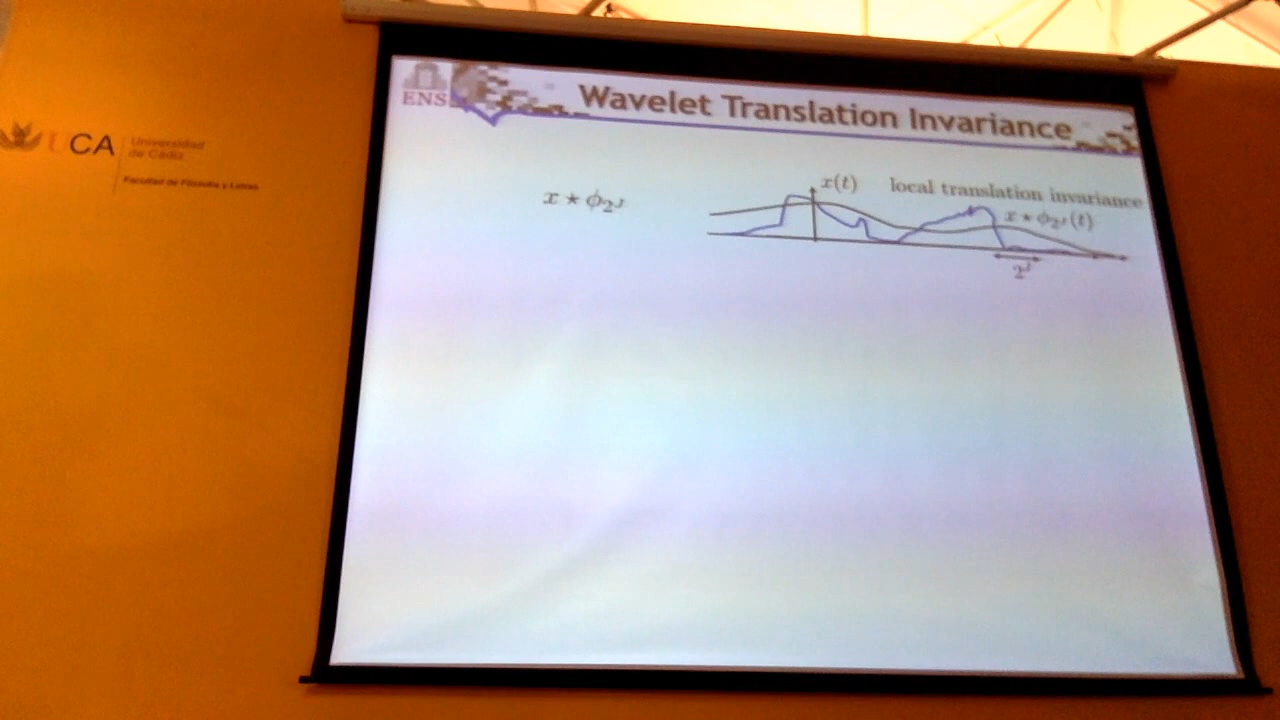 UCA
Universidad
de Cádiz
Facultad de Filosofía y Letras
ENS
Wavelet Translation Invariance
x ⋆ ϕ_{2^J}
x(t)
local translation invariance
x ⋆ ϕ_{2^J}(t)
2^J